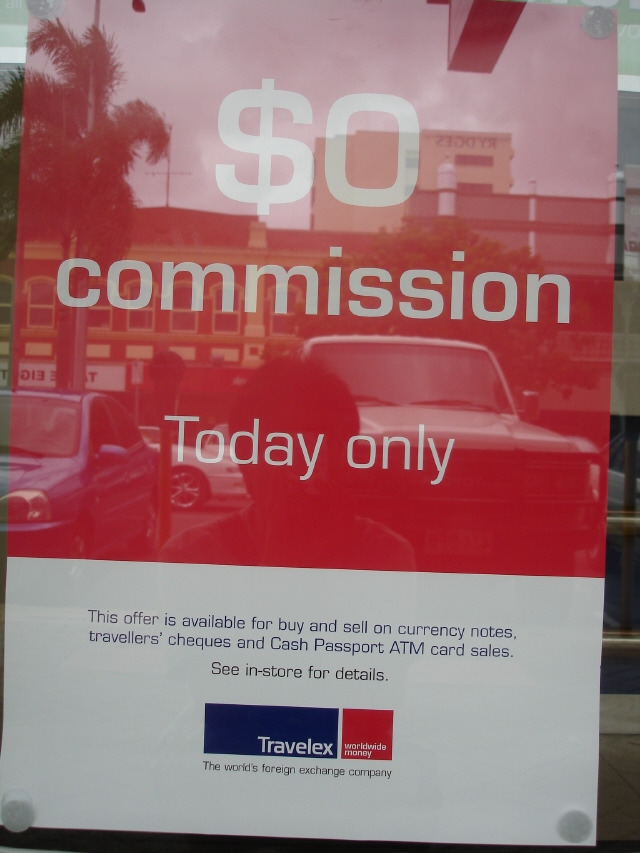 $0
commission
Today only
This offer is available for buy and sell on currency notes,
travellers' cheques and Cash Passport ATM card sales.
See in-store for details.
Travelex worldwide
money
The world's foreign exchange company
RYDGES